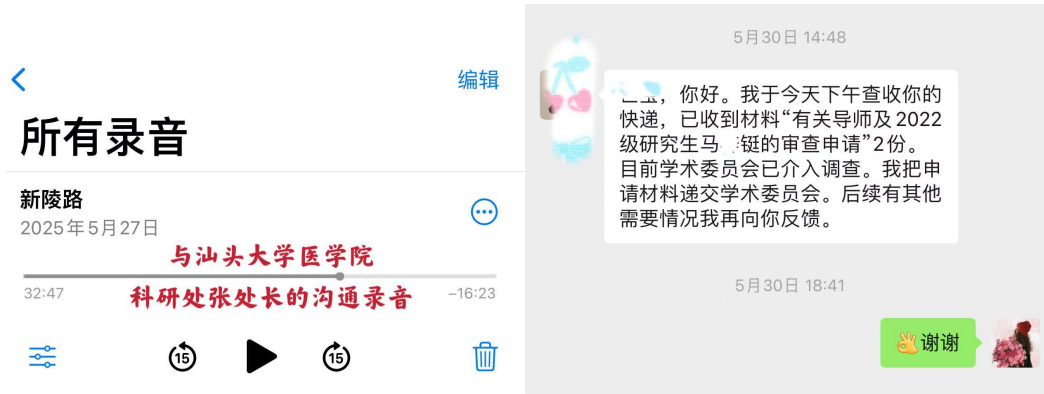 编辑
所有录音
新陵路
2025年5月27日
与汕头大学医学院
科研处张处长的沟通录音
32:47
-16:23
15
15
5月30日 14:48
,你好。我于今天下午查收你的
快递,已收到材料“有关导师及2022
级研究生马 铤的审查申请”2份。
目前学术委员会已介入调查。我把申
请材料递交学术委员会。后续有其他
需要情况我再向你反馈。
5月30日 18:41
👌谢谢